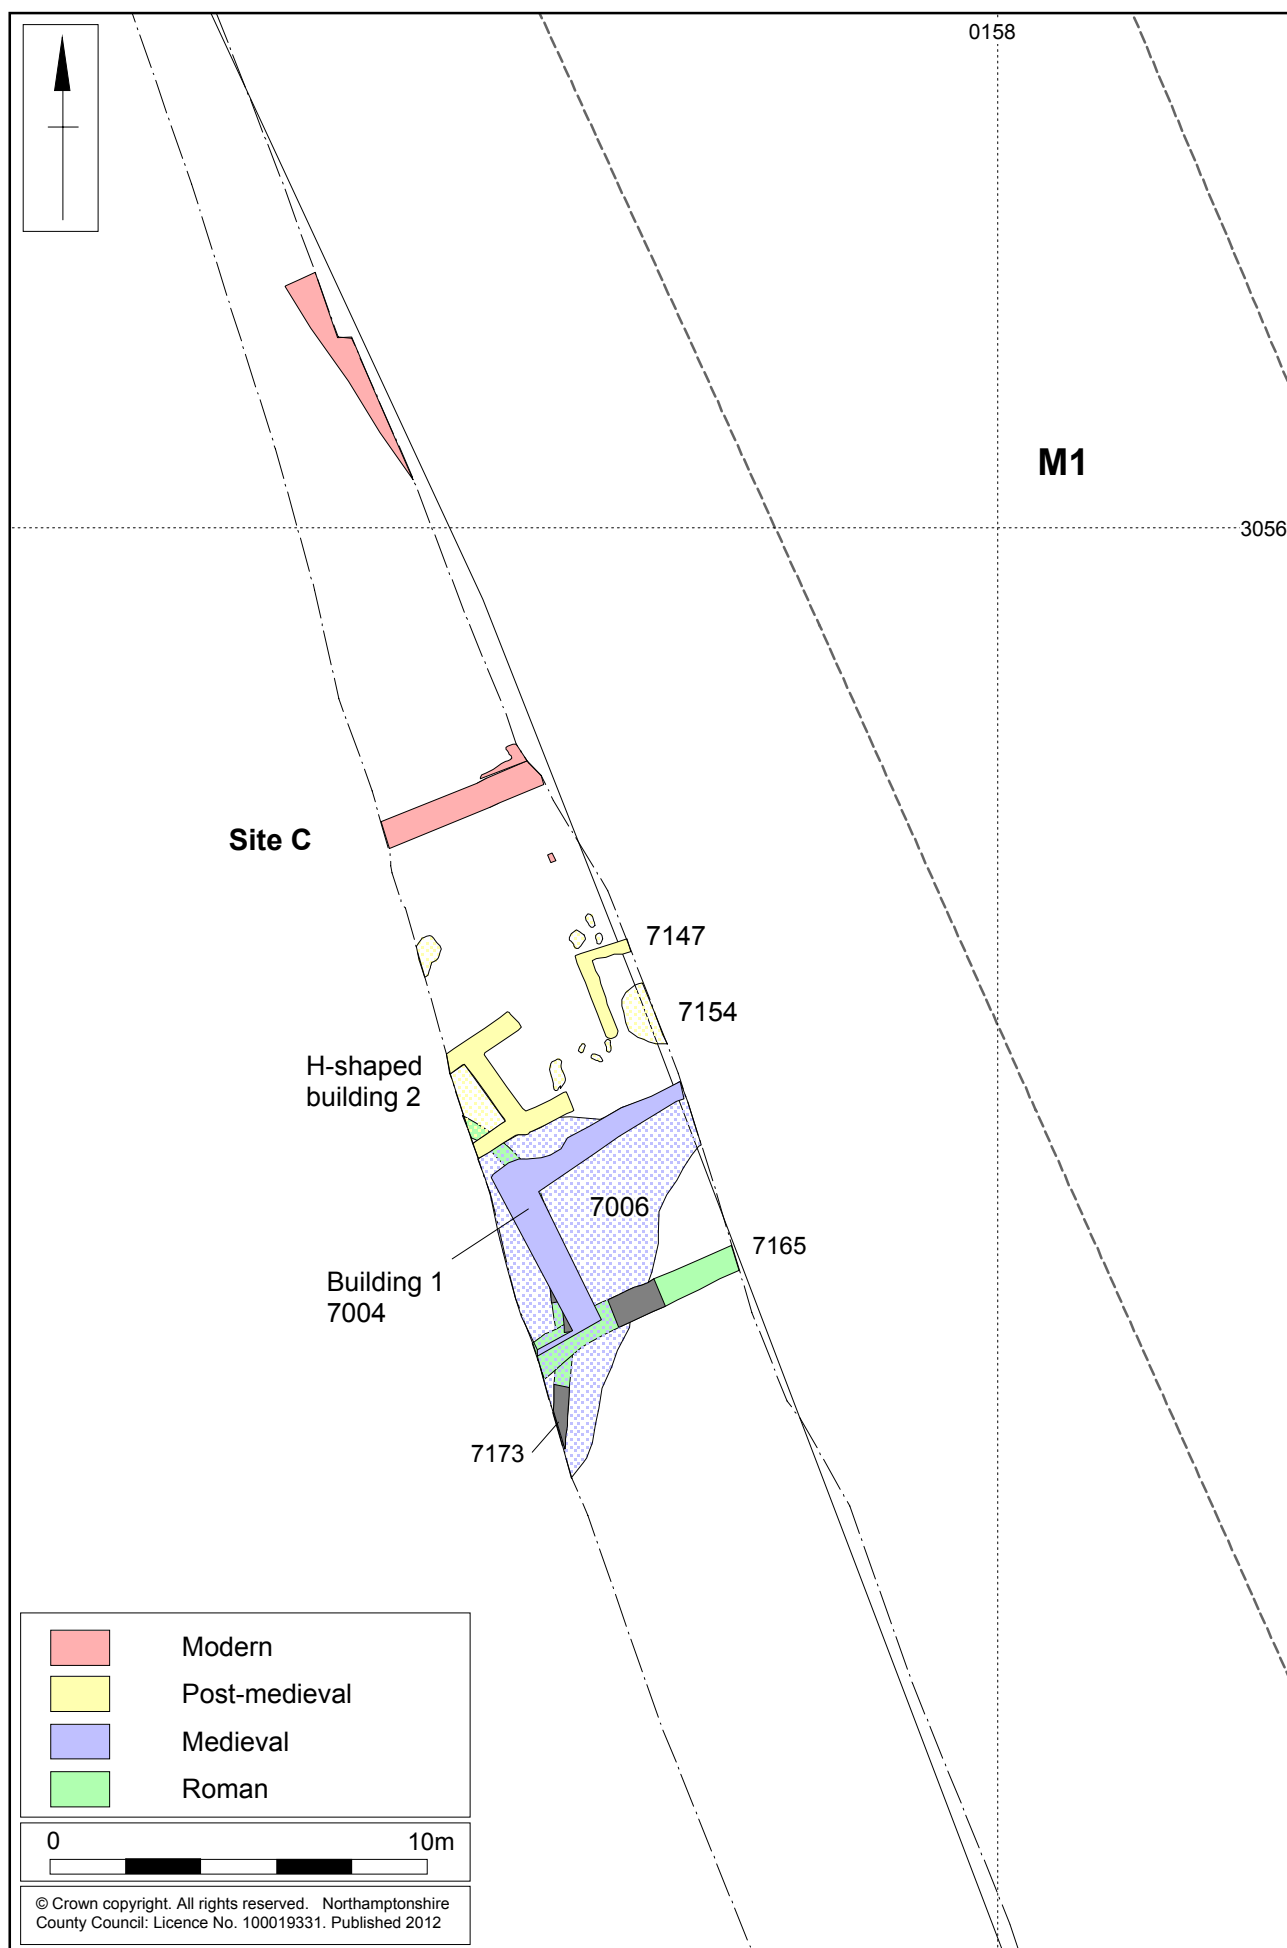 0158
M1
3056
Site C
7147
7154
H-shaped
building 2
7006
7165
Building 1
7004
7173
Modern
Post-medieval
Medieval
Roman
0 10m
© Crown copyright. All rights reserved. Northamptonshire
County Council: Licence No. 100019331. Published 2012